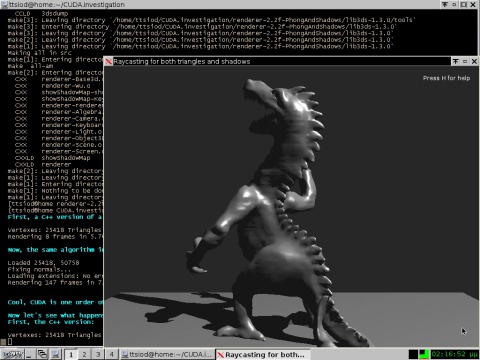 ttsiod@home:~/CUDA.investigation
CCLD 3dsdump
make[3]: Leaving directory `/home/ttsiod/CUDA.investigation/renderer-2.2f-PhongAndShadows/lib3ds-1.3.0/tools'
make[3]: Entering directory `/home/ttsiod/CUDA.investigation/renderer-2.2f-PhongAndShadows/lib3ds-1.3.0'
make[3]: Leaving directory `/home/ttsiod/CUDA.investigation/renderer-2.2f-PhongAndShadows/lib3ds-1.3.0'
make[2]: Leaving directory `/home/ttsiod/CUDA.investigation/renderer-2.2f-PhongAndShadows/lib3ds-1.3.0'
make[1]: Leaving directory `/home/ttsiod/CUDA.investigation/renderer-2.2f-PhongAndShadows/lib3ds-1.3.0'
Making all in src
make[1]: Entering director
make all-am
make[2]: Entering director
Raycasting for both triangles and shadows
Press H for help
CXX renderer-Base3d.
CXX renderer-Wu.o
CXX showShadowMap-sh
CXX showShadowMap-Ke
CXX renderer-rendere
CXX renderer-Algebra
CXX renderer-Camera.
CXX renderer-Keyboar
CXX renderer-Light.o
CXX renderer-Object3
CXX renderer-Scene.o
CXX renderer-Screen.
CXXLD showShadowMap
CXXLD renderer
make[2]: Leaving directory
make[1]: Leaving directory
make[1]: Entering director
make[1]: Nothing to be don
make[1]: Leaving directory
[ttsiod@home renderer-2.2
[ttsiod@home CUDA.investig
First, a C++ version of a
Vertexes: 25418 Triangles
Rendering 8 frames in 5.7
Now, the same algorithm i
Loaded 25418, 50758
Fixing normals...
Loading extensions: No err
Rendering 147 frames in 7.
Cool, CUDA is one order o
Now let's see what happen
First, the C++ version:
Vertexes: 25418 Triangles
1 2 3 4
ttsiod@home:~/CUDA.i...
Raycasting for both...
02:16:52 μμ